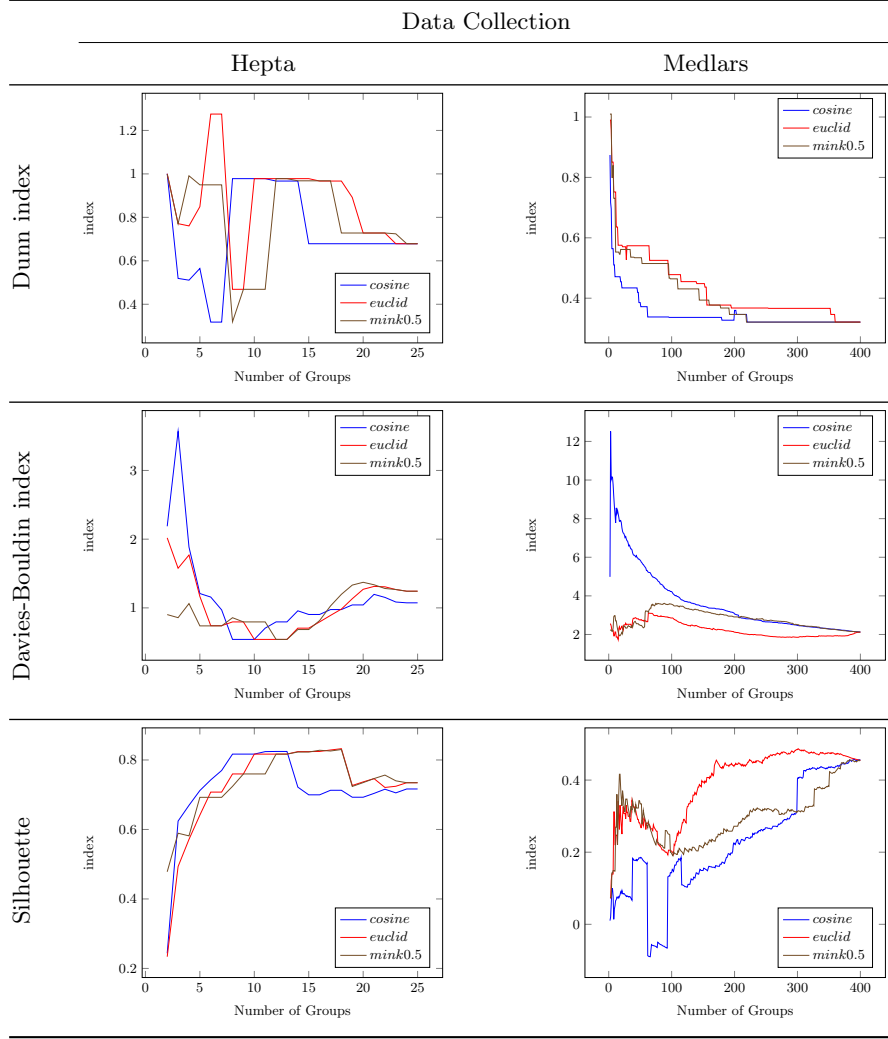 Data Collection
Hepta Medlars
Dunn index
1.2
1
0.8
0.6
0.4
index
0 5 10 15 20 25
Number of Groups
cosine
euclid
mink0.5
1
0.8
0.6
0.4
index
0 100 200 300 400
Number of Groups
cosine
euclid
mink0.5
Davies-Bouldin index
3
2
1
index
0 5 10 15 20 25
Number of Groups
cosine
euclid
mink0.5
12
10
8
6
4
2
index
0 100 200 300 400
Number of Groups
cosine
euclid
mink0.5
Silhouette
0.8
0.6
0.4
0.2
index
0 5 10 15 20 25
Number of Groups
cosine
euclid
mink0.5
0.4
0.2
0
index
0 100 200 300 400
Number of Groups
cosine
euclid
mink0.5